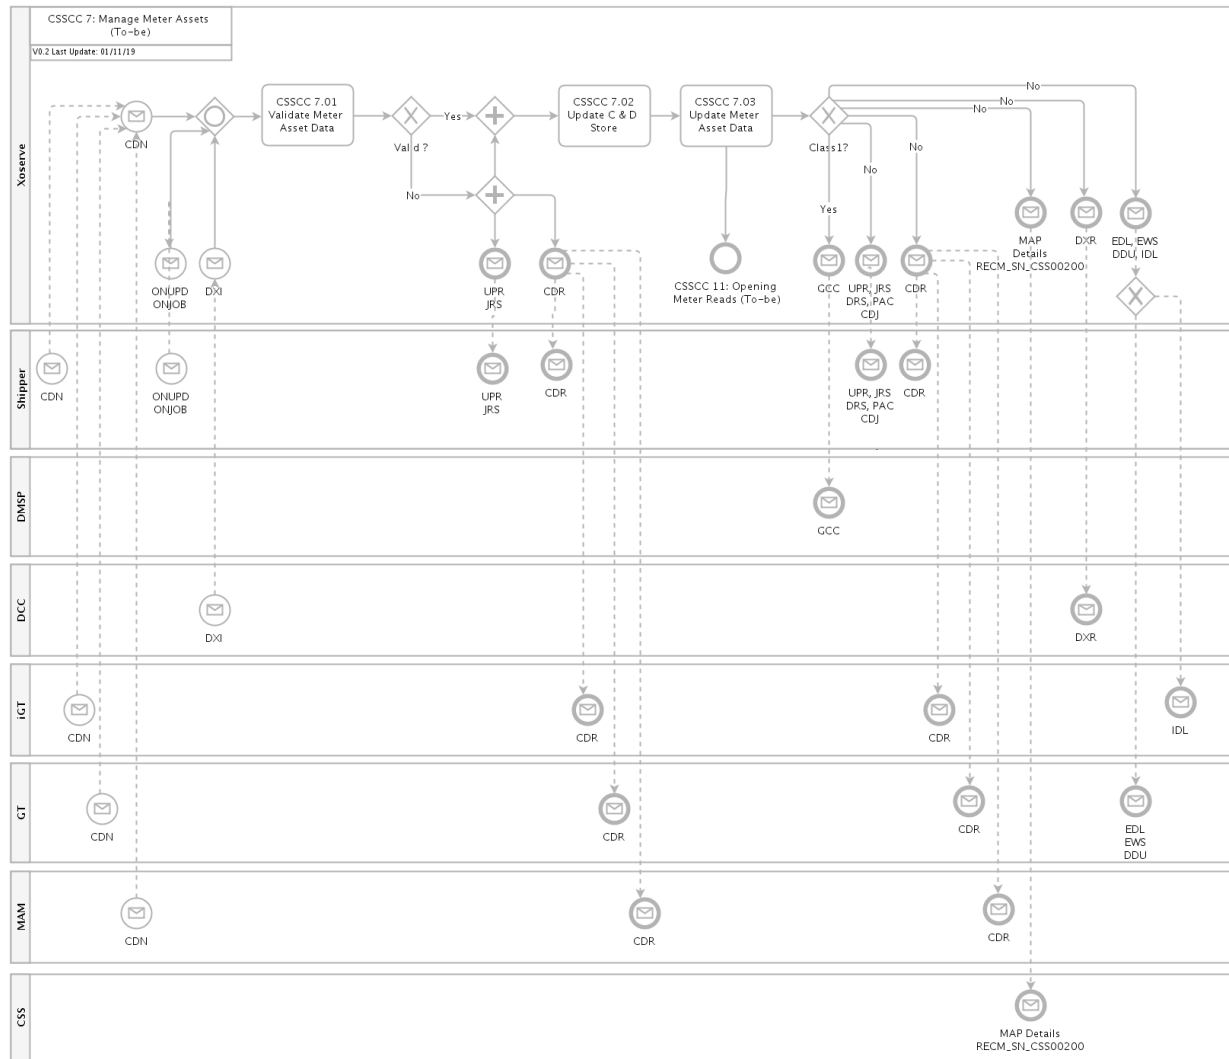 CSSCC 7: Manage Meter Assets
(To-be)
V0.2 Last Update: 01/11/19
Xoserve
CDN
ONUPD
ONJOB
DXI
CSSCC 7.01
Validate Meter
Asset Data
Valid ?
Yes
No
CSSCC 7.02
Update C & D
Store
CSSCC 7.03
Update Meter
Asset Data
Class1?
No
No
No
No
No
Yes
UPR
JRS
CDR
CSSCC 11: Opening
Meter Reads (To-be)
GCC
UPR, JRS
DRS, PAC
CDJ
CDR
MAP
Details
RECM_SN_CSS00200
DXR
EDL, EWS
DDU, IDL
Shipper
CDN
ONUPD
ONJOB
UPR
JRS
CDR
UPR, JRS
DRS, PAC
CDJ
CDR
DMSP
GCC
DCC
DXI
DXR
iGT
CDN
CDR
CDR
IDL
GT
CDN
CDR
CDR
EDL
EWS
DDU
MAM
CDN
CDR
CDR
CSS
MAP Details
RECM_SN_CSS00200